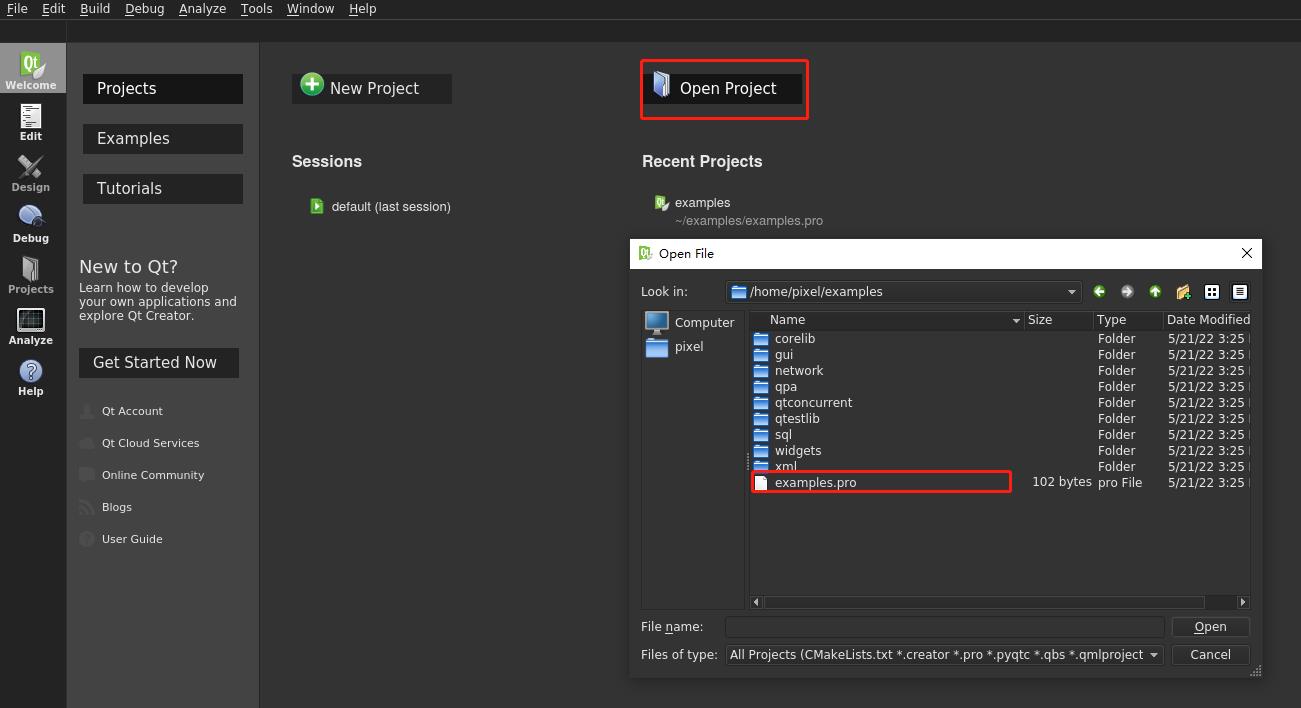 File Edit Build Debug Analyze Tools Window Help
Qt
Welcome
Edit
Design
Debug
Projects
Analyze
Help
Projects
Examples
Tutorials
New to Qt?
Learn how to develop
your own applications and
explore Qt Creator.
Get Started Now
Qt Account
Qt Cloud Services
Online Community
Blogs
User Guide
New Project
Open Project
Sessions
default (last session)
Recent Projects
examples
~/examples/examples.pro
Open File
Look in: /home/pixel/examples
Computer
pixel
Name Size Type Date Modified
corelib Folder 5/21/22 3:25
gui Folder 5/21/22 3:25
network Folder 5/21/22 3:25
qpa Folder 5/21/22 3:25
qtconcurrent Folder 5/21/22 3:25
qtestlib Folder 5/21/22 3:25
sql Folder 5/21/22 3:25
widgets Folder 5/21/22 3:25
xml Folder 5/21/22 3:25
examples.pro 102 bytes pro File 5/21/22 3:25
File name: Open
Files of type: All Projects (CMakeLists.txt *.creator *.pro *.pyqtc *.qbs *.qmlproject Cancel